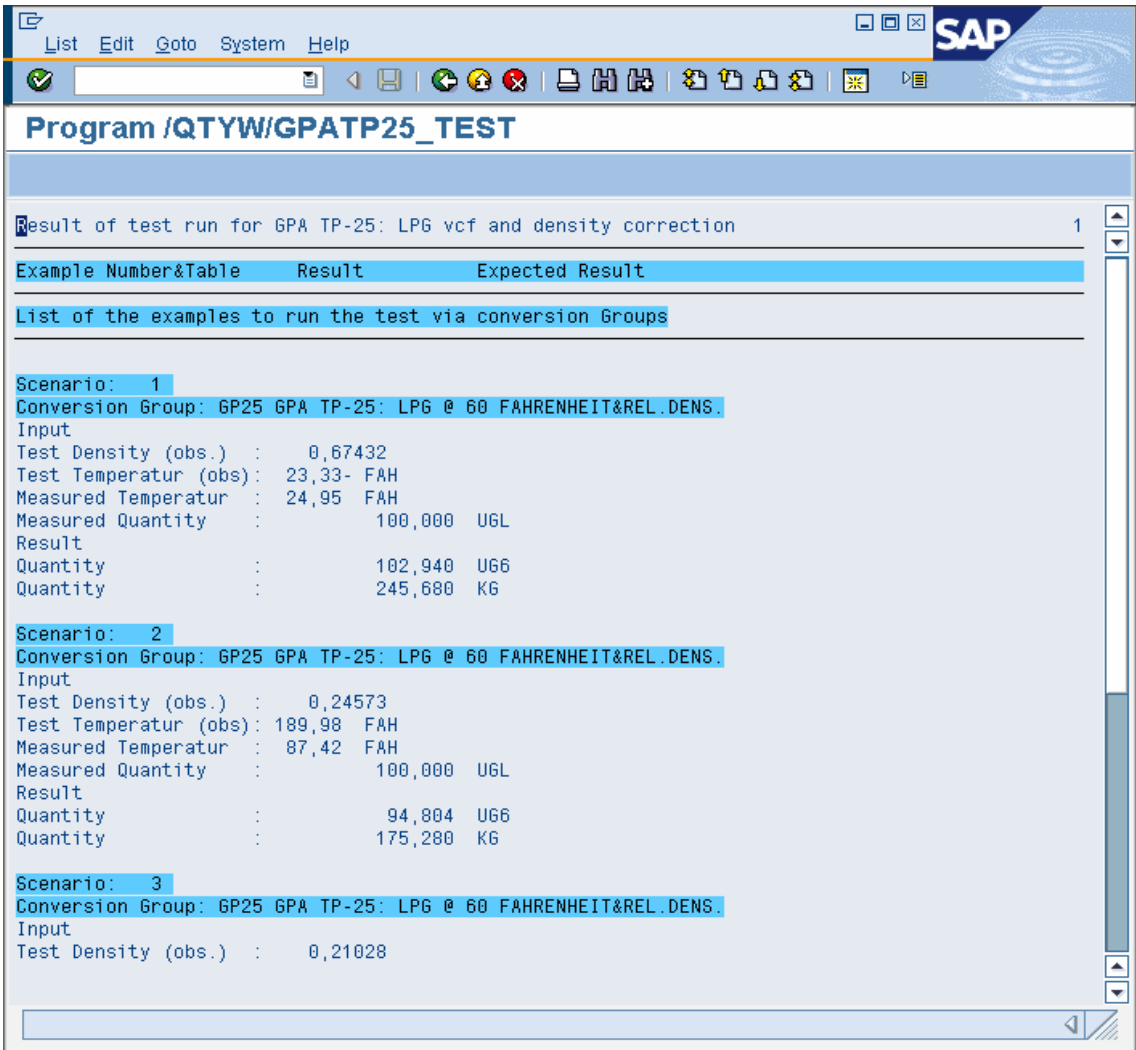 List Edit Goto System Help
SAP
Program /QTYW/GPATP25_TEST
Result of test run for GPA TP-25: LPG vcf and density correction 1
Example Number&Table Result Expected Result
List of the examples to run the test via conversion Groups
Scenario: 1
Conversion Group: GP25 GPA TP-25: LPG @ 60 FAHRENHEIT&REL.DENS.
Input
Test Density (obs.) : 0,67432
Test Temperatur (obs): 23,33- FAH
Measured Temperatur : 24,95 FAH
Measured Quantity : 100,000 UGL
Result
Quantity : 102,940 UG6
Quantity : 245,680 KG
Scenario: 2
Conversion Group: GP25 GPA TP-25: LPG @ 60 FAHRENHEIT&REL.DENS.
Input
Test Density (obs.) : 0,24573
Test Temperatur (obs): 189,98 FAH
Measured Temperatur : 87,42 FAH
Measured Quantity : 100,000 UGL
Result
Quantity : 94,804 UG6
Quantity : 175,280 KG
Scenario: 3
Conversion Group: GP25 GPA TP-25: LPG @ 60 FAHRENHEIT&REL.DENS.
Input
Test Density (obs.) : 0,21028